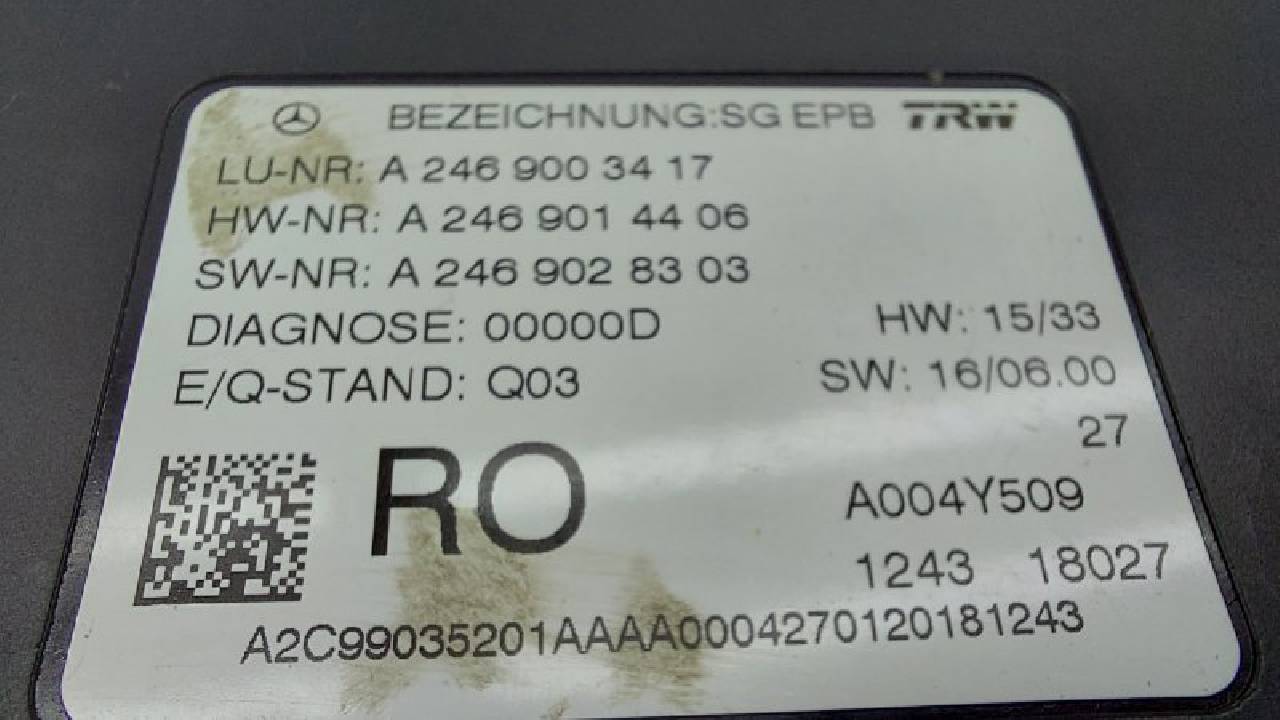 BEZEICHNUNG:SG EPB TRW
LU-NR: A 246 900 34 17
HW-NR: A 246 901 44 06
SW-NR: A 246 902 83 03
DIAGNOSE: 00000D HW: 15/33
E/Q-STAND: Q03 SW: 16/06.00
27
RO A004Y509
1243 18027
A2C99035201AAAA0004270120181243